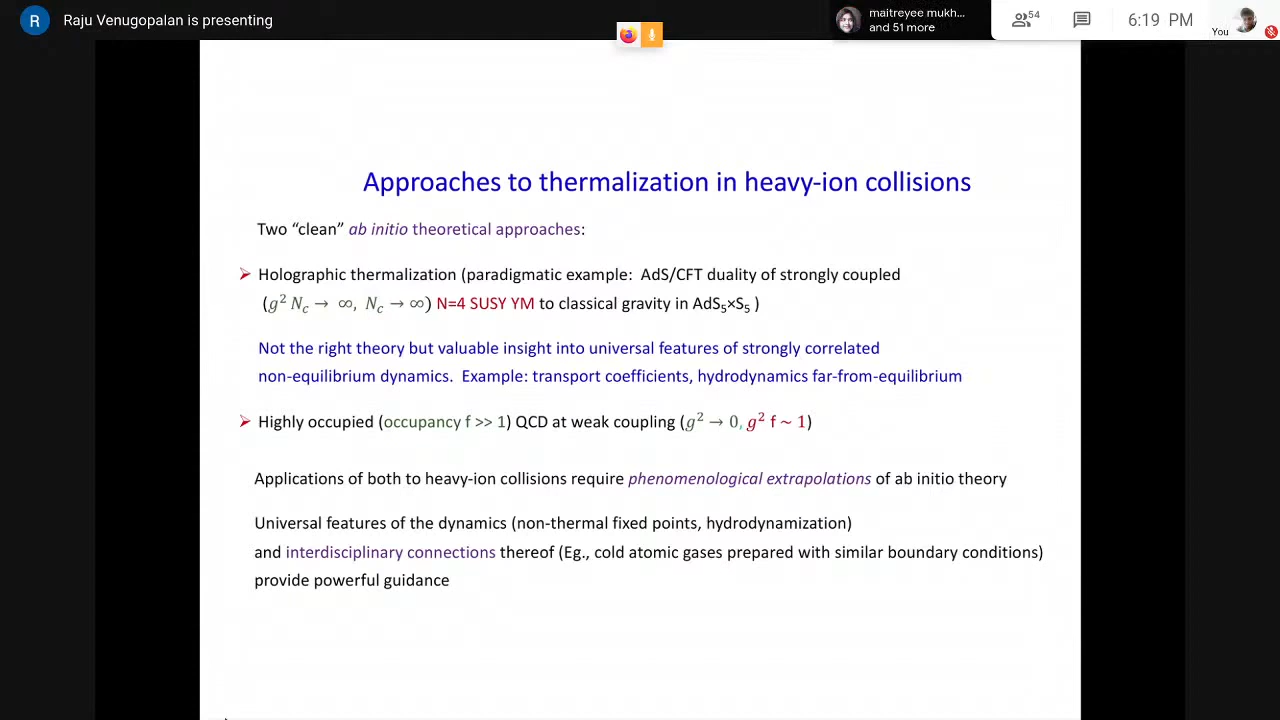 R Raju Venugopalan is presenting
maitreyee mukh...
and 51 more
54
6:19 PM
You
Approaches to thermalization in heavy-ion collisions
Two “clean” ab initio theoretical approaches:
➢ Holographic thermalization (paradigmatic example: AdS/CFT duality of strongly coupled
(g² N_c → ∞, N_c → ∞) N=4 SUSY YM to classical gravity in AdS₅×S₅ )
Not the right theory but valuable insight into universal features of strongly correlated
non-equilibrium dynamics. Example: transport coefficients, hydrodynamics far-from-equilibrium
➢ Highly occupied (occupancy f >> 1) QCD at weak coupling (g² → 0, g² f ~ 1)
Applications of both to heavy-ion collisions require phenomenological extrapolations of ab initio theory
Universal features of the dynamics (non-thermal fixed points, hydrodynamization)
and interdisciplinary connections thereof (Eg., cold atomic gases prepared with similar boundary conditions)
provide powerful guidance